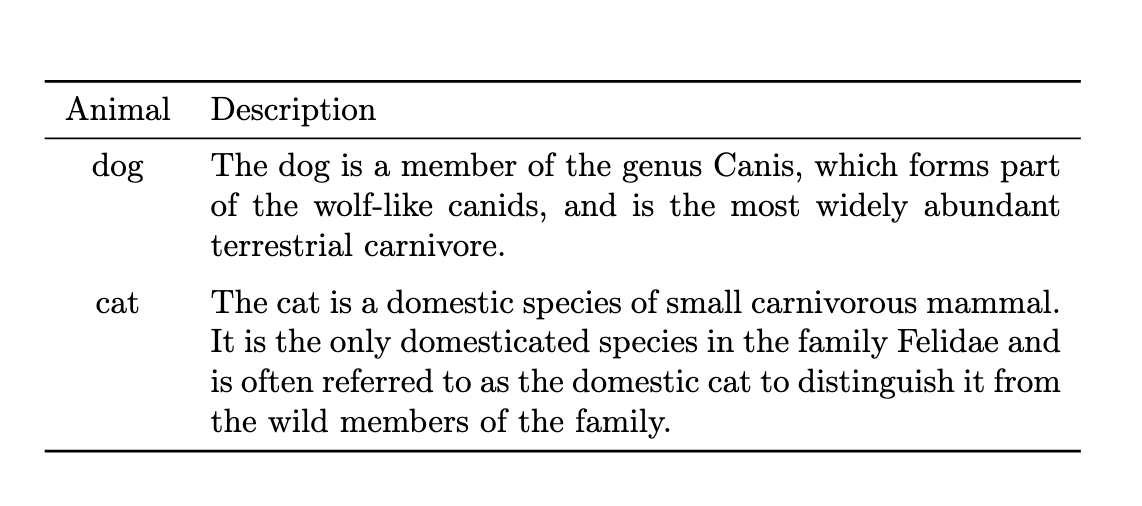 Animal Description
dog The dog is a member of the genus Canis, which forms part
of the wolf-like canids, and is the most widely abundant
terrestrial carnivore.
cat The cat is a domestic species of small carnivorous mammal.
It is the only domesticated species in the family Felidae and
is often referred to as the domestic cat to distinguish it from
the wild members of the family.